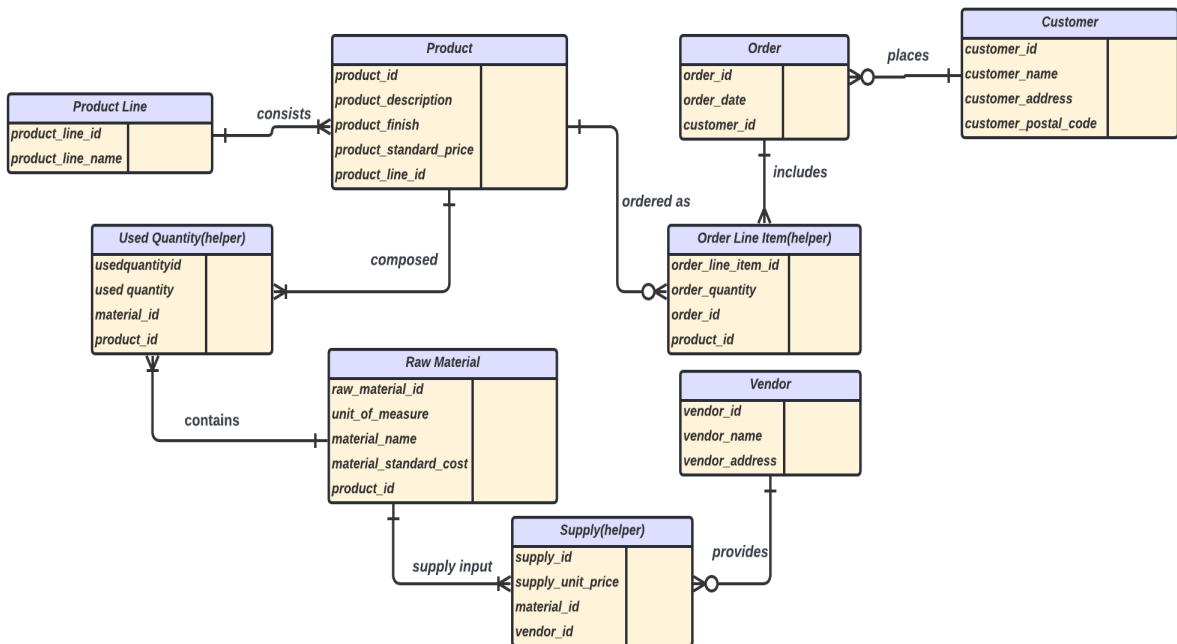 Customer
customer_id
customer_name
customer_address
customer_postal_code
places
Order
order_id
order_date
customer_id
Product
product_id
product_description
product_finish
product_standard_price
product_line_id
Product Line
product_line_id
product_line_name
consists
includes
ordered as
Used Quantity(helper)
usedquantityid
used quantity
material_id
product_id
composed
Order Line Item(helper)
order_line_item_id
order_quantity
order_id
product_id
Raw Material
raw_material_id
unit_of_measure
material_name
material_standard_cost
product_id
contains
Vendor
vendor_id
vendor_name
vendor_address
Supply(helper)
supply_id
supply_unit_price
material_id
vendor_id
supply input
provides